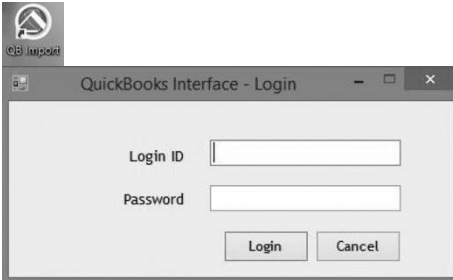 QB Import
QuickBooks Interface - Login
Login ID
Password
Login
Cancel